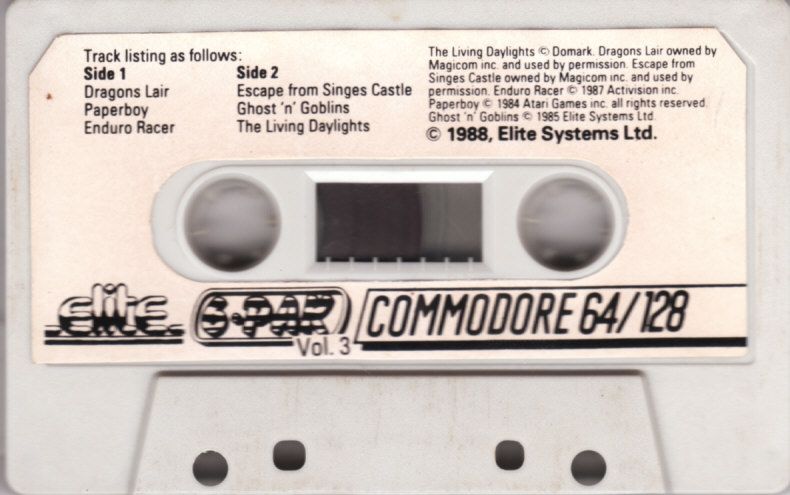 Track listing as follows:
Side 1
Dragons Lair
Paperboy
Enduro Racer
Side 2
Escape from Singes Castle
Ghost 'n' Goblins
The Living Daylights
The Living Daylights © Domark. Dragons Lair owned by
Magicom inc. and used by permission. Escape from
Singes Castle owned by Magicom inc. and used by
permission. Enduro Racer © 1987 Activision inc.
Paperboy © 1984 Atari Games inc. all rights reserved.
Ghost 'n' Goblins © 1985 Elite Systems Ltd.
© 1988, Elite Systems Ltd.
elite
6-PAK
Vol. 3
COMMODORE 64/128